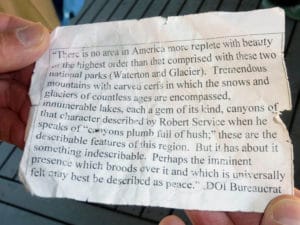 "There is no area in America more replete with beauty
of the highest order than that comprised with these two
national parks (Waterton and Glacier). Tremendous
mountains with carved cerfs in which the snows and
glaciers of countless ages are encompassed,
innumerable lakes, each a gem of its kind, canyons of
that character described by Robert Service when he
speaks of "canyons plumb full of hush;" these are the
describable features of this region. But it has about it
something indescribable. Perhaps the imminent
presence which broods over it and which is universally
felt may best be described as peace." DOi Bureaucrat